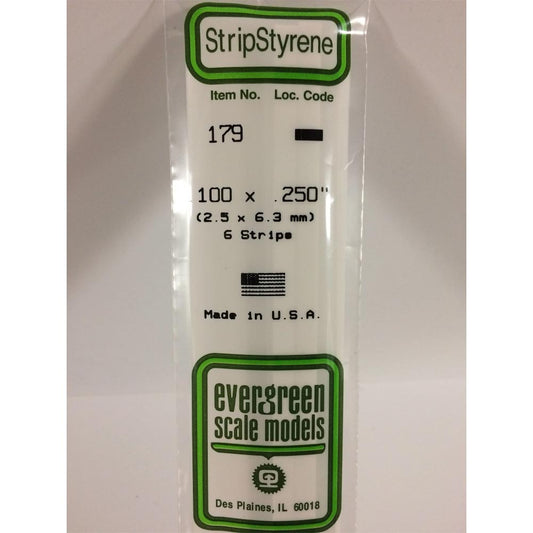 StripStyrene
Item No. Loc. Code
179
.100 x .250"
(2.5 x 6.3 mm)
6 Strips
Made in U.S.A.
evergreen
scale models
Des Plaines, IL 60018